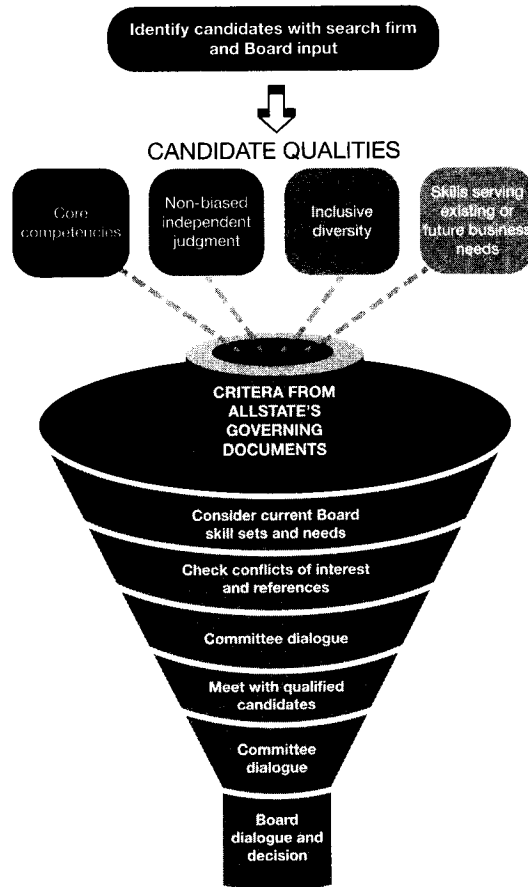 Identify candidates with search firm
and Board input
CANDIDATE QUALITIES
Core
competencies
Non-biased
independent
judgment
Inclusive
diversity
Skills serving
existing or
future business
needs
CRITERA FROM
ALLSTATE'S
GOVERNING
DOCUMENTS
Consider current Board
skill sets and needs
Check conflicts of interest
and references
Committee dialogue
Meet with qualified
candidates
Committee
dialogue
Board
dialogue and
decision